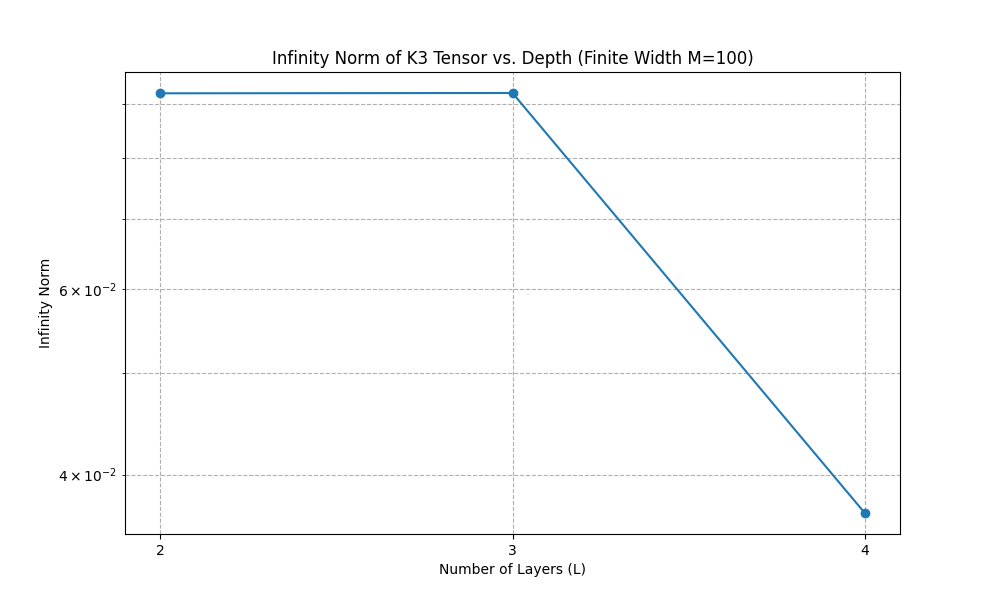 Infinity Norm of K3 Tensor vs. Depth (Finite Width M=100)
Infinity Norm
6 × 10⁻²
4 × 10⁻²
2 3 4
Number of Layers (L)